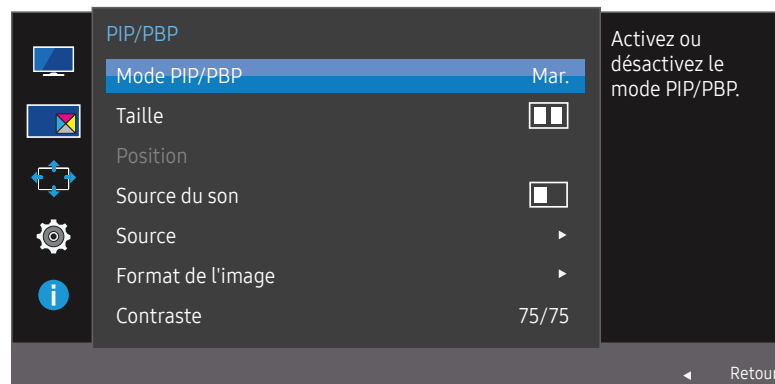 PIP/PBP
Mode PIP/PBP Mar.
Taille
Position
Source du son
Source
Format de l'image
Contraste 75/75
Activez ou
désactivez le
mode PIP/PBP.
Retour